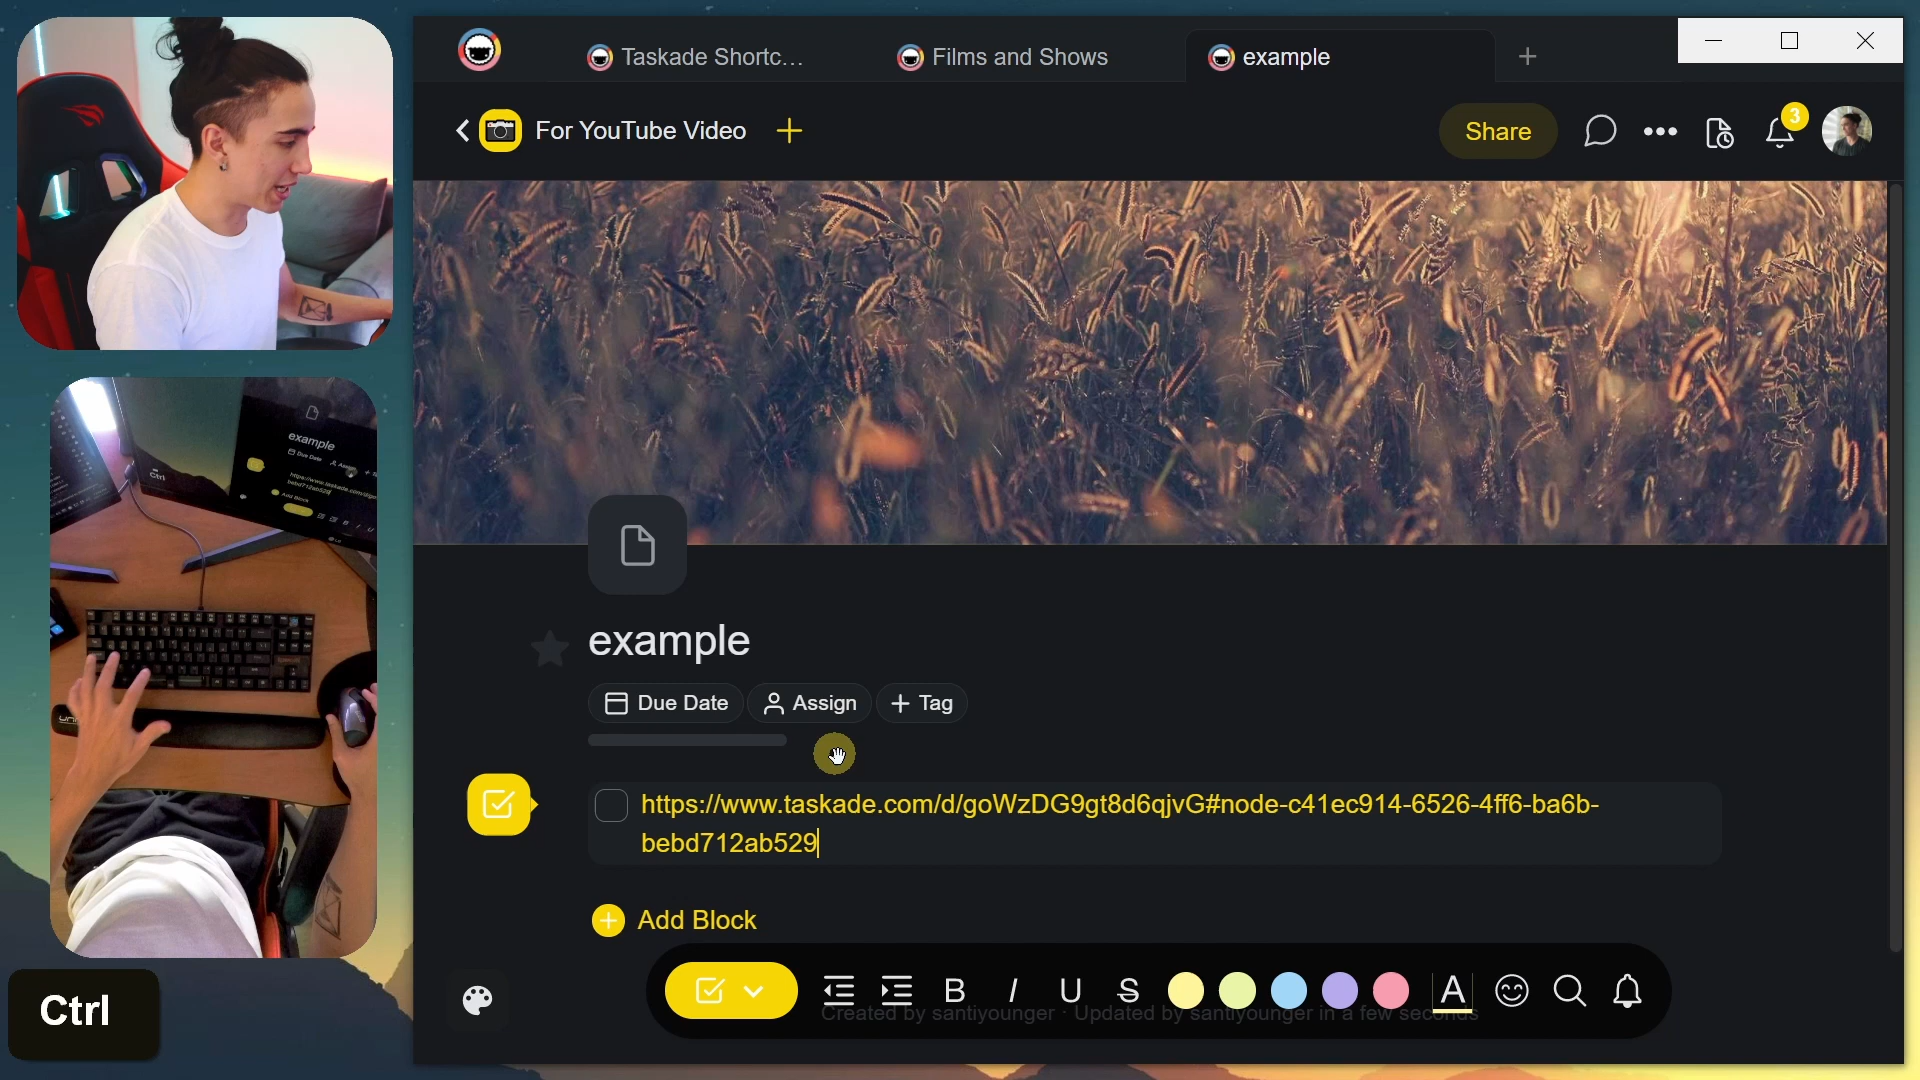 Taskade Shortc...
Films and Shows
example
For YouTube Video
Share
3
example
Due Date
Assign
Tag
https://www.taskade.com/d/goWzDG9gt8d6qjvG#node-c41ec914-6526-4ff6-ba6b-
bebd712ab529
Add Block
B I U S A
Created by santiyounger · Updated by santiyounger in a few seconds
Ctrl
example
Ctrl